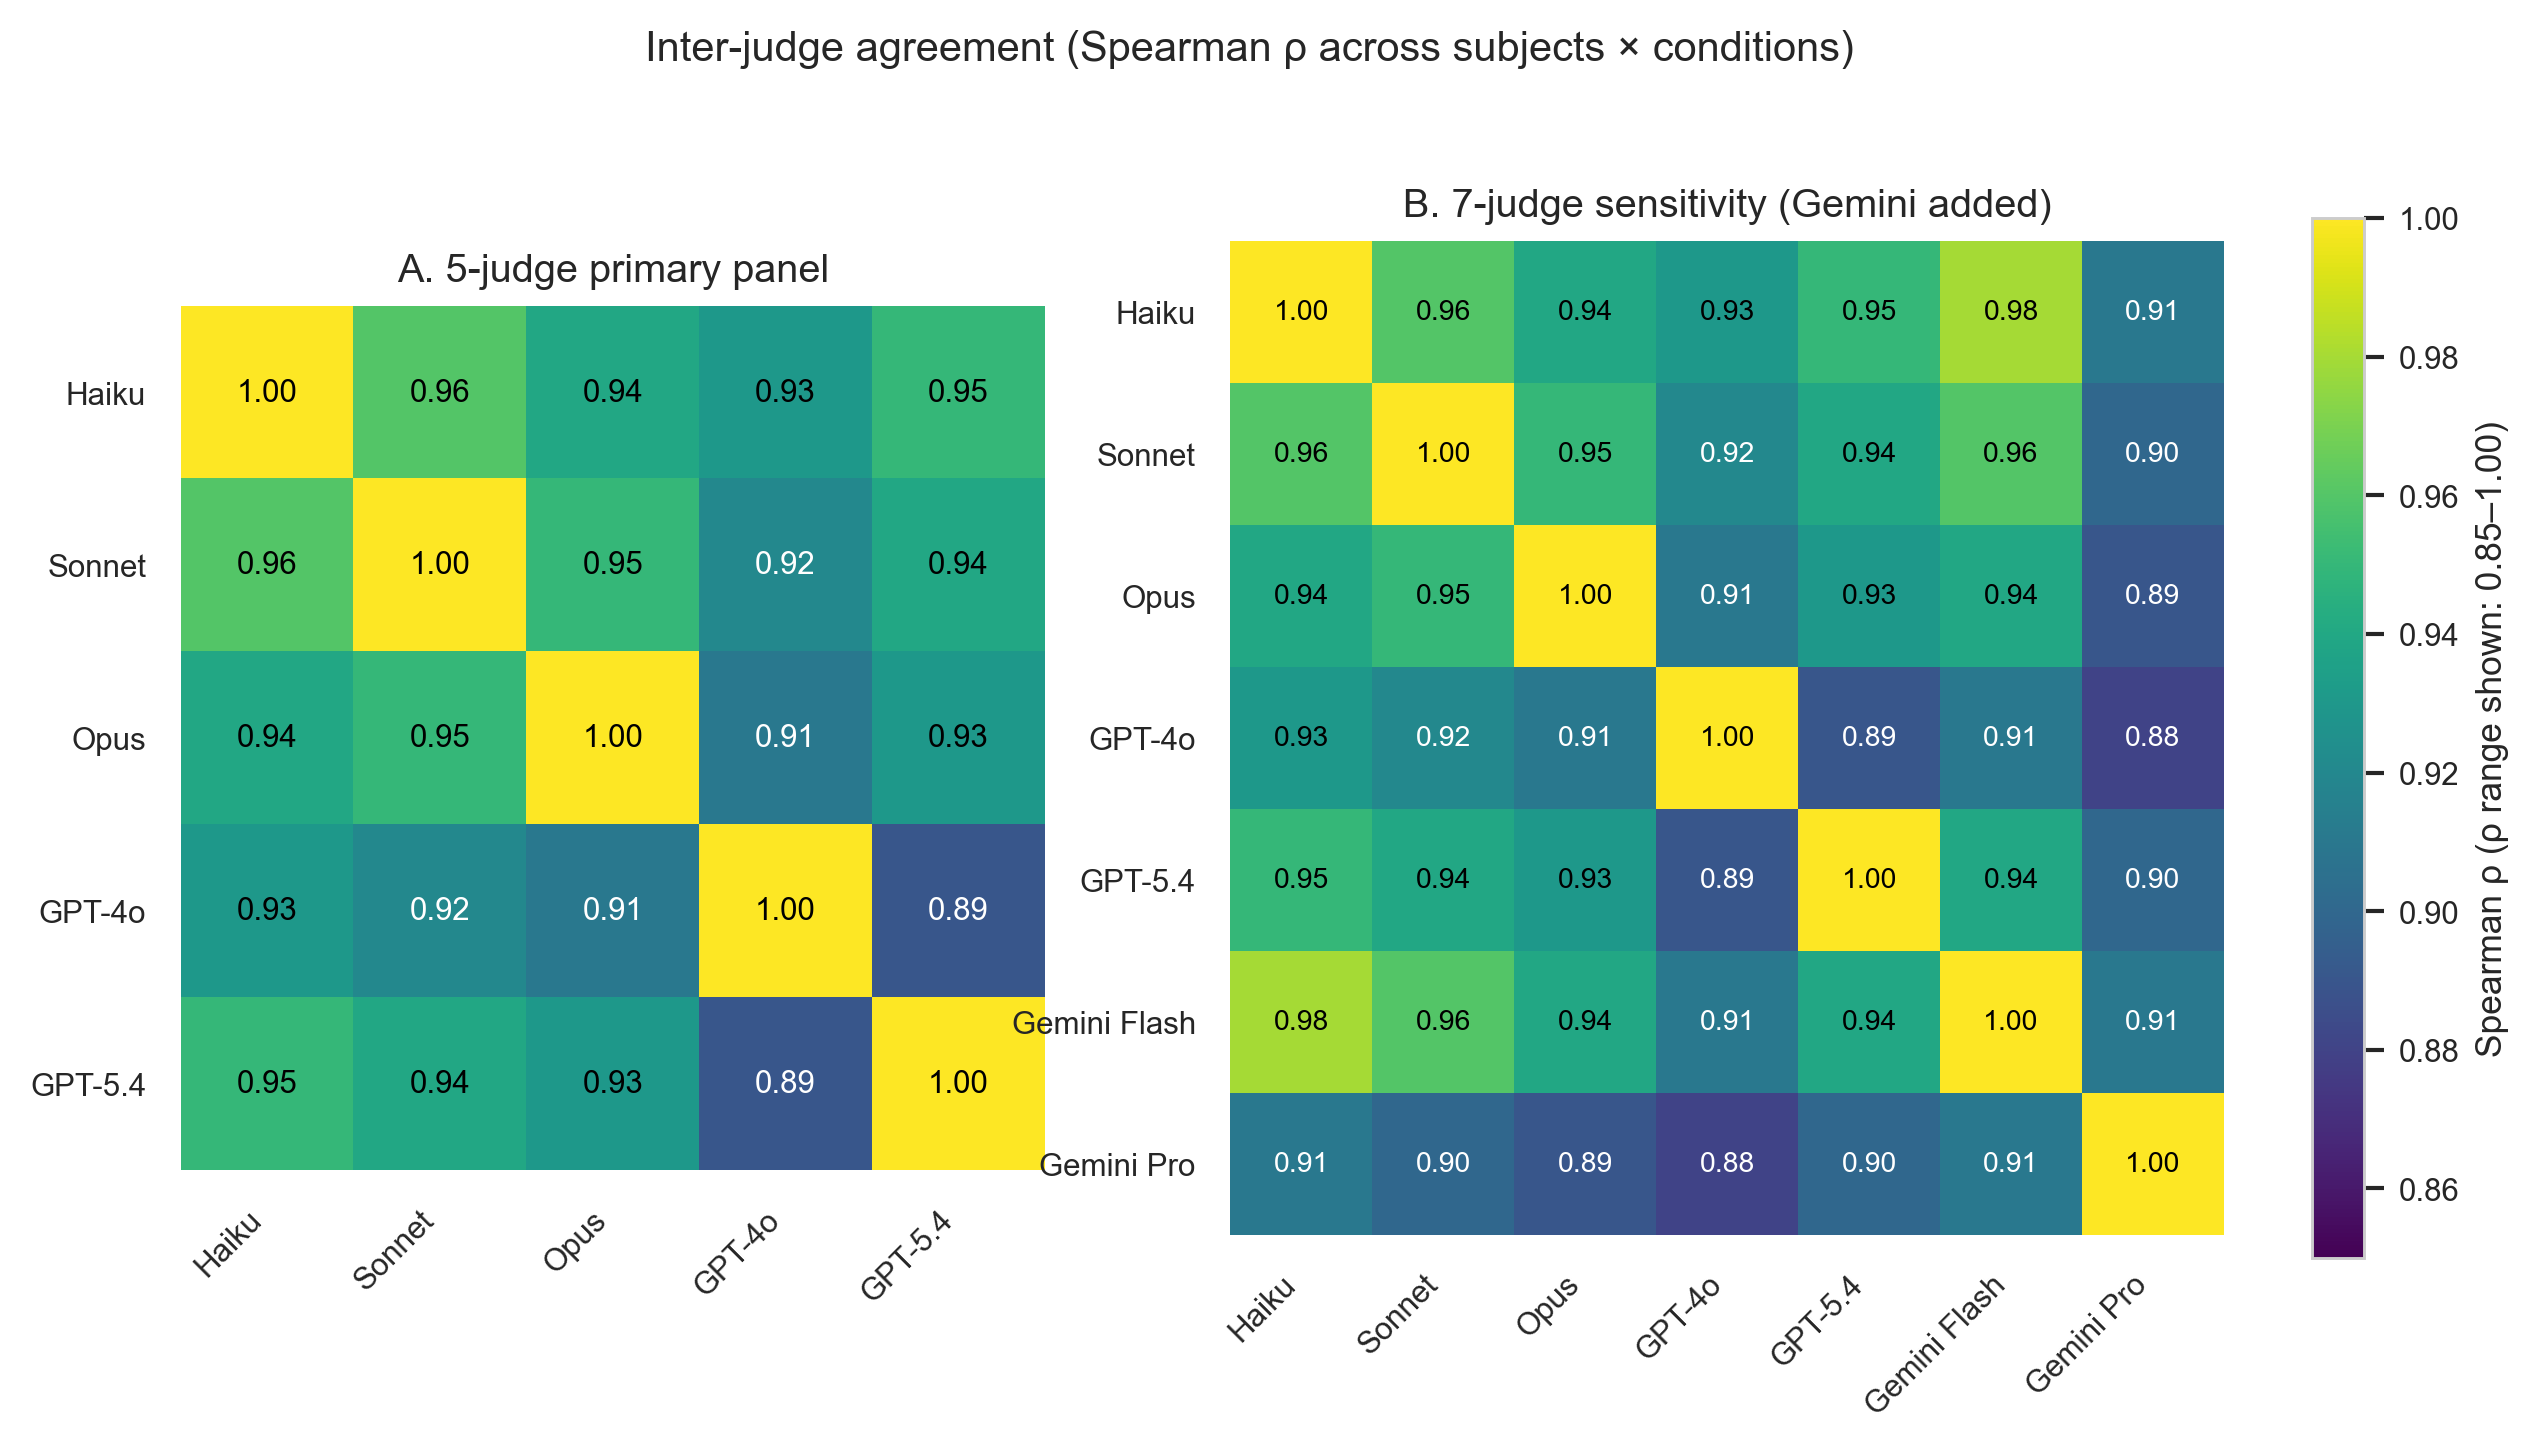 Inter-judge agreement (Spearman ρ across subjects × conditions)
A. 5-judge primary panel
Haiku 1.00 0.96 0.94 0.93 0.95
Sonnet 0.96 1.00 0.95 0.92 0.94
Opus 0.94 0.95 1.00 0.91 0.93
GPT-4o 0.93 0.92 0.91 1.00 0.89
GPT-5.4 0.95 0.94 0.93 0.89 1.00
Haiku Sonnet Opus GPT-4o GPT-5.4
B. 7-judge sensitivity (Gemini added)
Haiku 1.00 0.96 0.94 0.93 0.95 0.98 0.91
Sonnet 0.96 1.00 0.95 0.92 0.94 0.96 0.90
Opus 0.94 0.95 1.00 0.91 0.93 0.94 0.89
GPT-4o 0.93 0.92 0.91 1.00 0.89 0.91 0.88
GPT-5.4 0.95 0.94 0.93 0.89 1.00 0.94 0.90
Gemini Flash 0.98 0.96 0.94 0.91 0.94 1.00 0.91
Gemini Pro 0.91 0.90 0.89 0.88 0.90 0.91 1.00
Haiku Sonnet Opus GPT-4o GPT-5.4 Gemini Flash Gemini Pro
1.00
0.98
0.96
0.94
0.92
0.90
0.88
0.86
Spearman ρ (ρ range shown: 0.85–1.00)